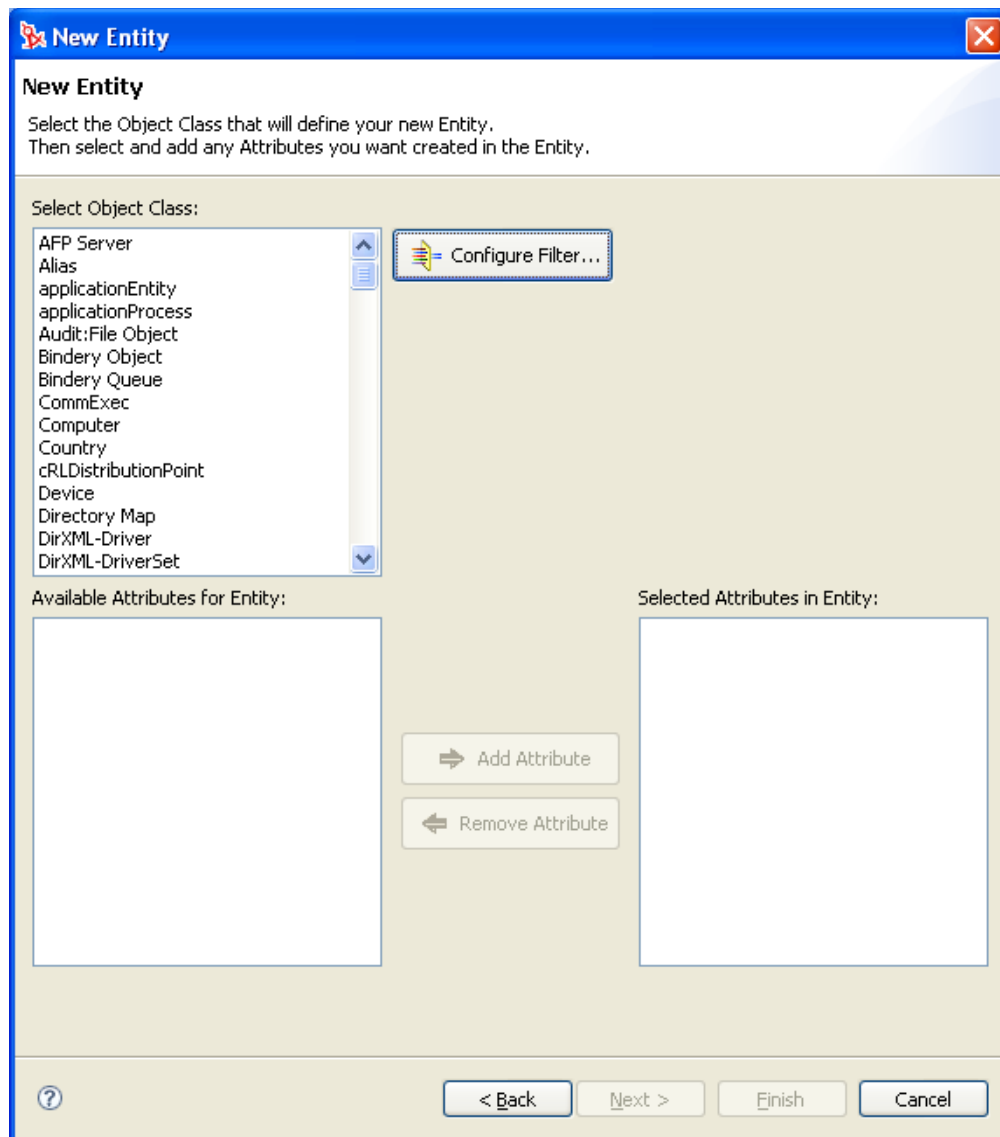 New Entity
New Entity
Select the Object Class that will define your new Entity.
Then select and add any Attributes you want created in the Entity.
Select Object Class:
AFP Server
Alias
applicationEntity
applicationProcess
Audit:File Object
Bindery Object
Bindery Queue
CommExec
Computer
Country
cRLDistributionPoint
Device
Directory Map
DirXML-Driver
DirXML-DriverSet
Configure Filter...
Available Attributes for Entity:
Selected Attributes in Entity:
Add Attribute
Remove Attribute
?
< Back
Next >
Finish
Cancel